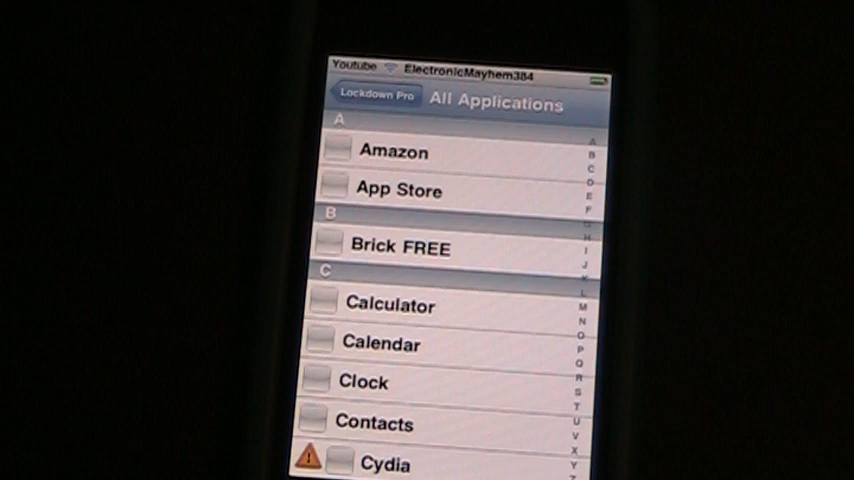 Youtube ElectronicMayhem384
Lockdown Pro All Applications
A
Amazon
App Store
B
Brick FREE
C
Calculator
Calendar
Clock
Contacts
Cydia
A
B
C
D
E
F
G
H
I
J
K
L
M
N
O
P
Q
R
S
T
U
V
X
Y
Z